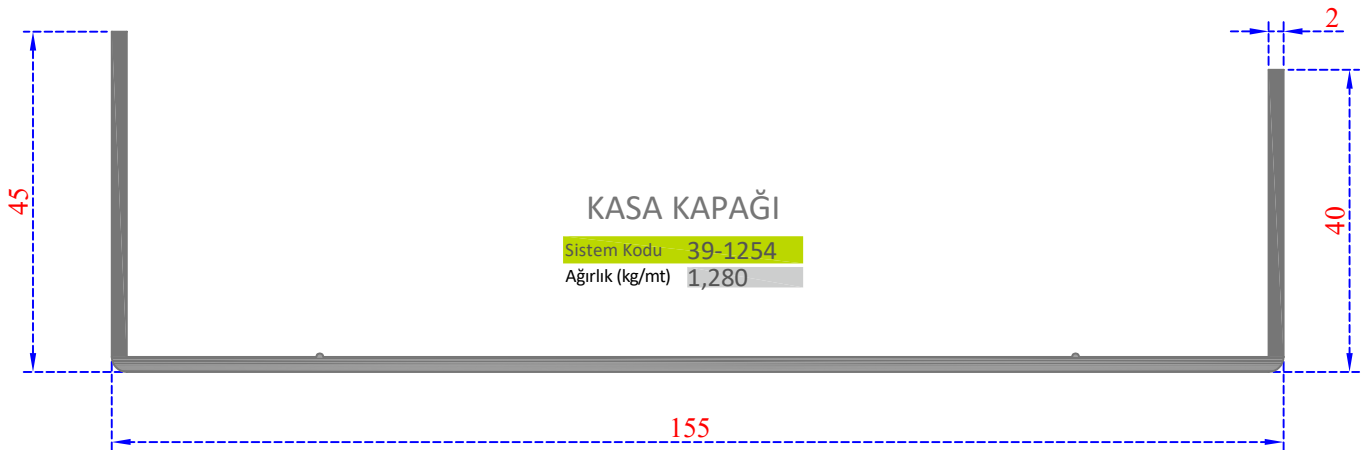 2
45
40
KASA KAPAĞI
Sistem Kodu 39-1254
Ağırlık (kg/mt) 1,280
155